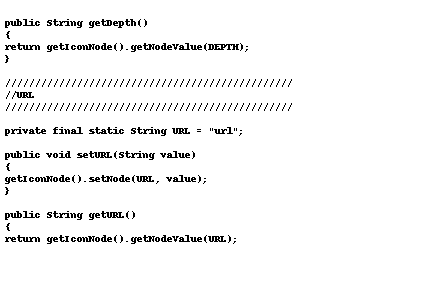 public String getDepth()
{
return getIconNode().getNodeValue(DEPTH);
}
////////////////////////////////////////////////
//URL
////////////////////////////////////////////////
private final static String URL = "url";
public void setURL(String value)
{
getIconNode().setNode(URL, value);
}
public String getURL()
{
return getIconNode().getNodeValue(URL);